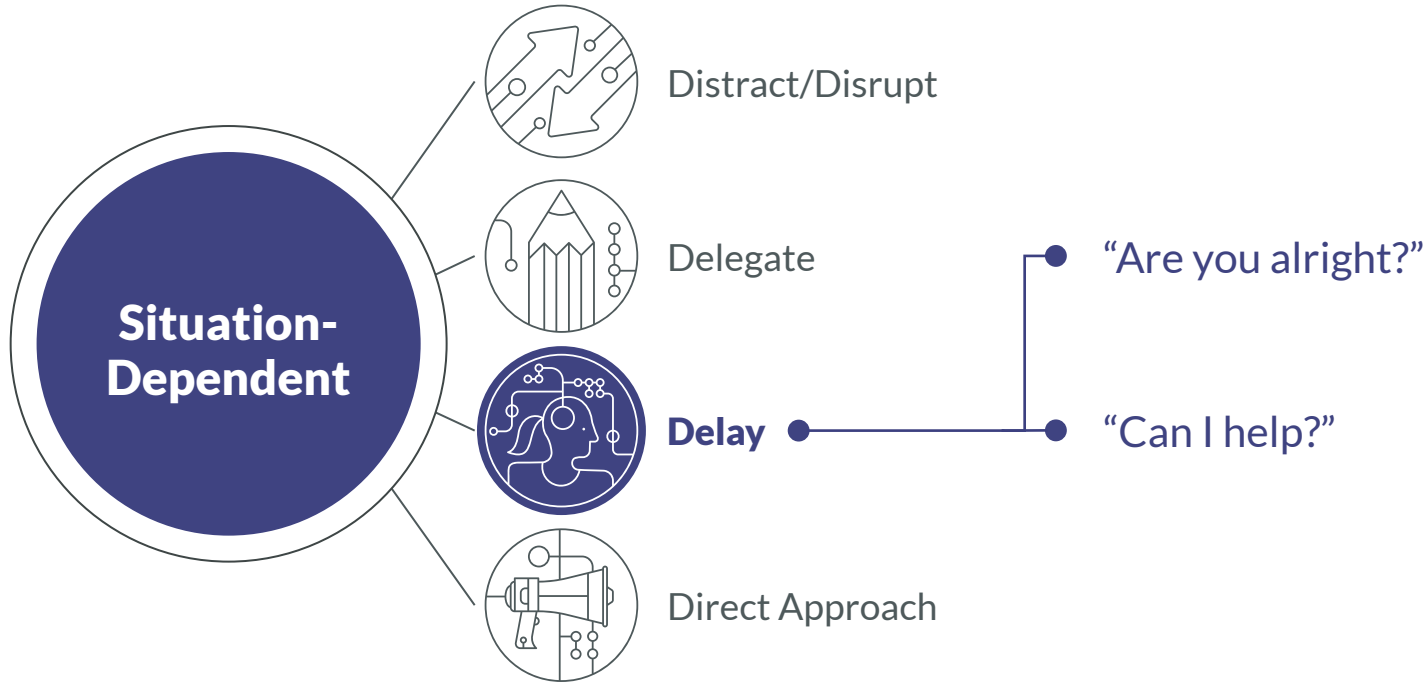 Situation-
Dependent
Distract/Disrupt
Delegate
Delay
Direct Approach
“Are you alright?”
“Can I help?”